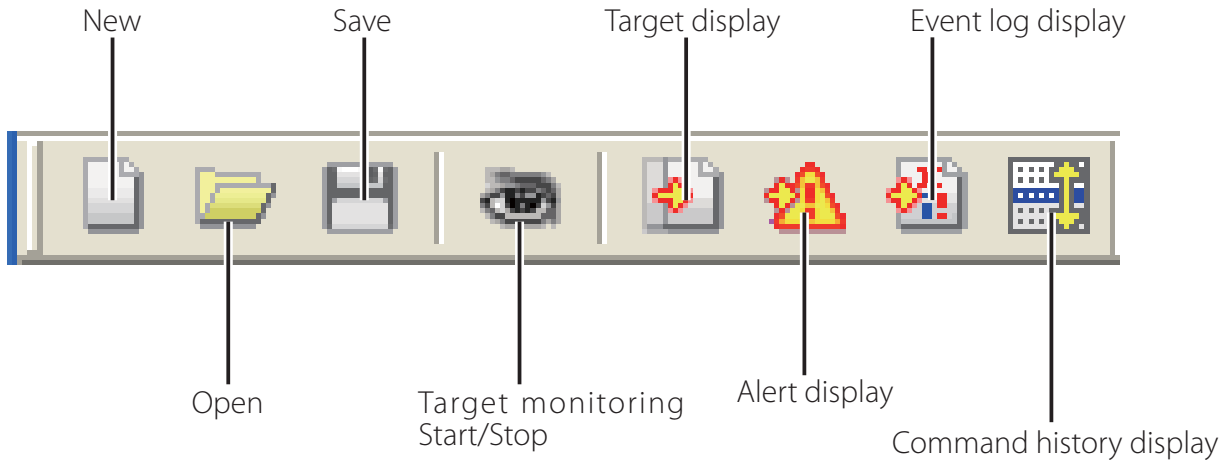 New
Save
Target display
Event log display
Open
Target monitoring
Start/Stop
Alert display
Command history display